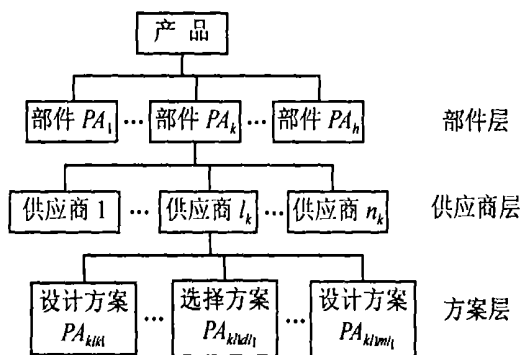 产 品
部件 PA₁ … 部件 PAₖ … 部件 PAₕ 部件层
供应商 1 … 供应商 lₖ … 供应商 nₖ 供应商层
设计方案 … 选择方案 … 设计方案 方案层